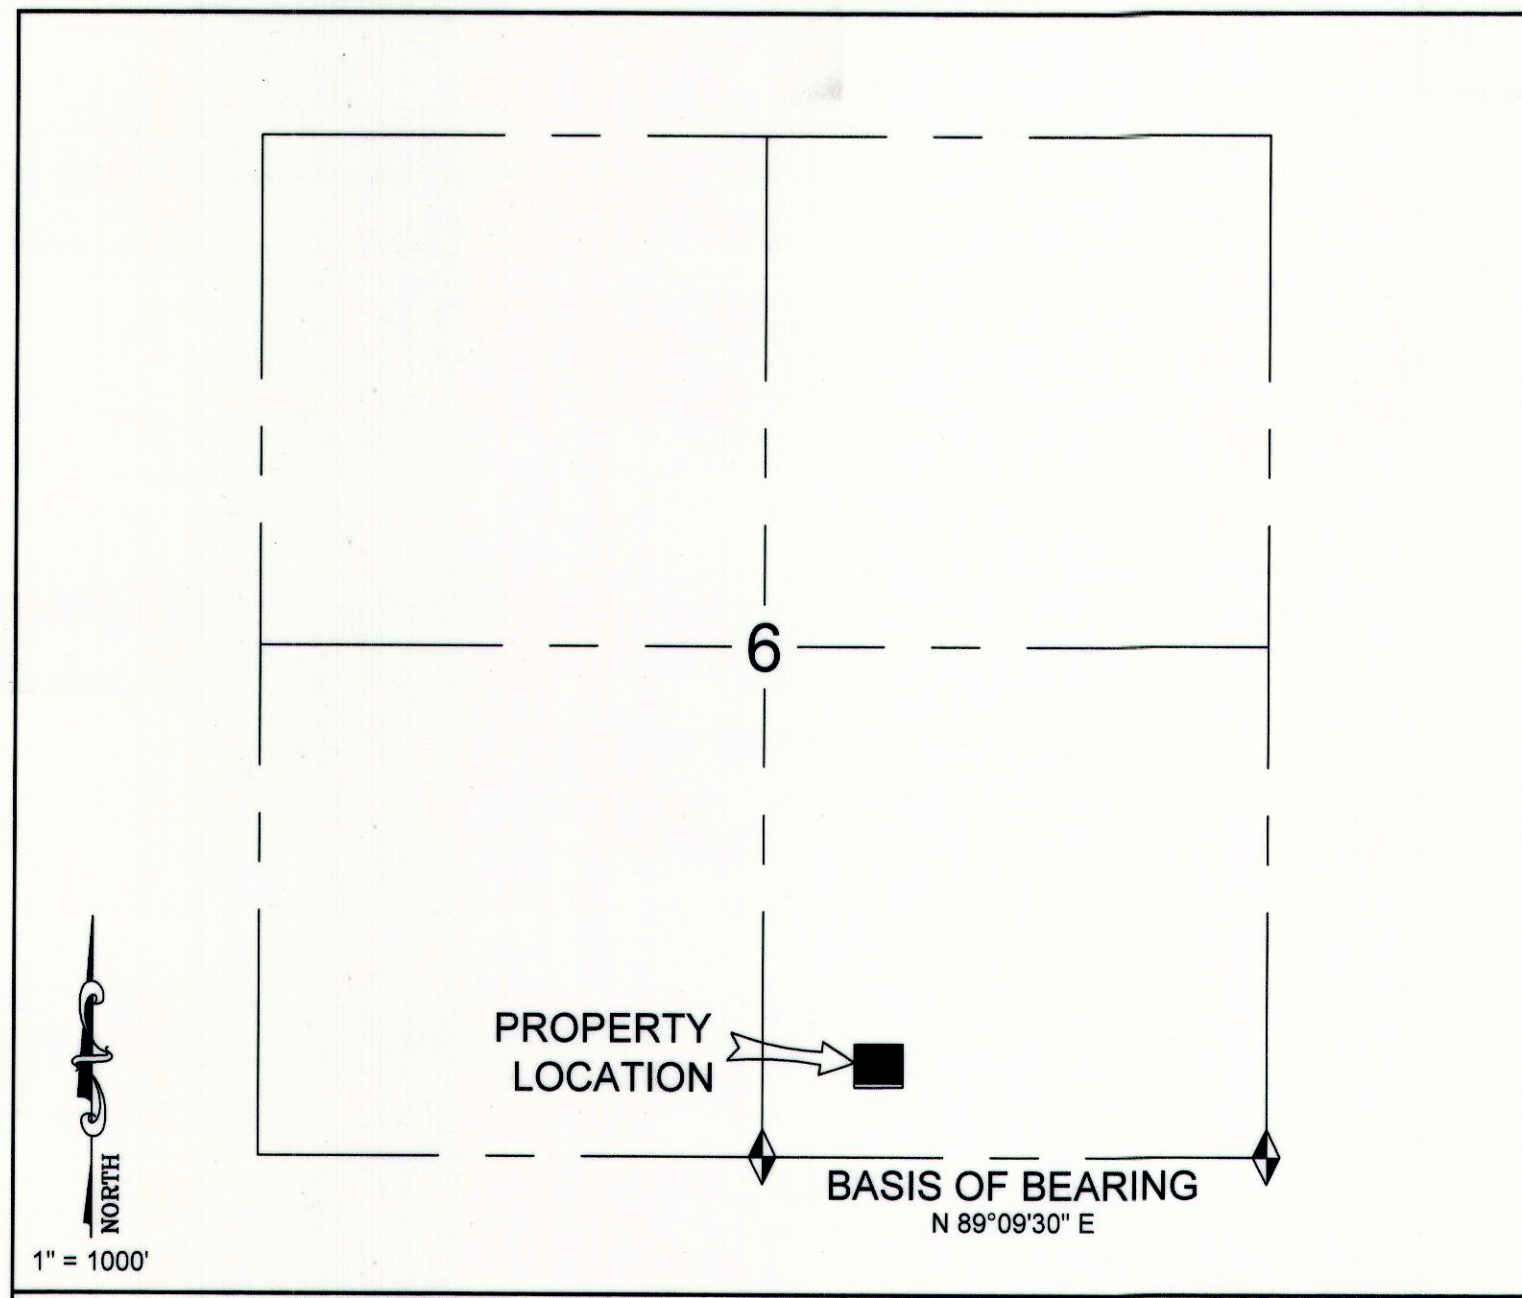 6
PROPERTY
LOCATION
BASIS OF BEARING
N 89°09'30" E
NORTH
1" = 1000'